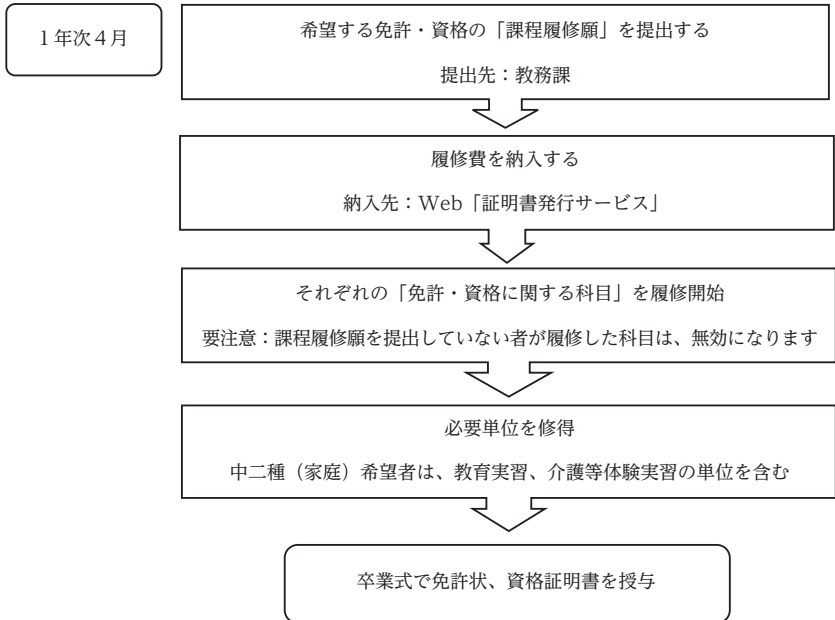 1年次4月
希望する免許・資格の「課程履修願」を提出する
提出先：教務課
履修費を納入する
納入先：Web「証明書発行サービス」
それぞれの「免許・資格に関する科目」を履修開始
要注意：課程履修願を提出していない者が履修した科目は、無効になります
必要単位を修得
中二種（家庭）希望者は、教育実習、介護等体験実習の単位を含む
卒業式で免許状、資格証明書を授与